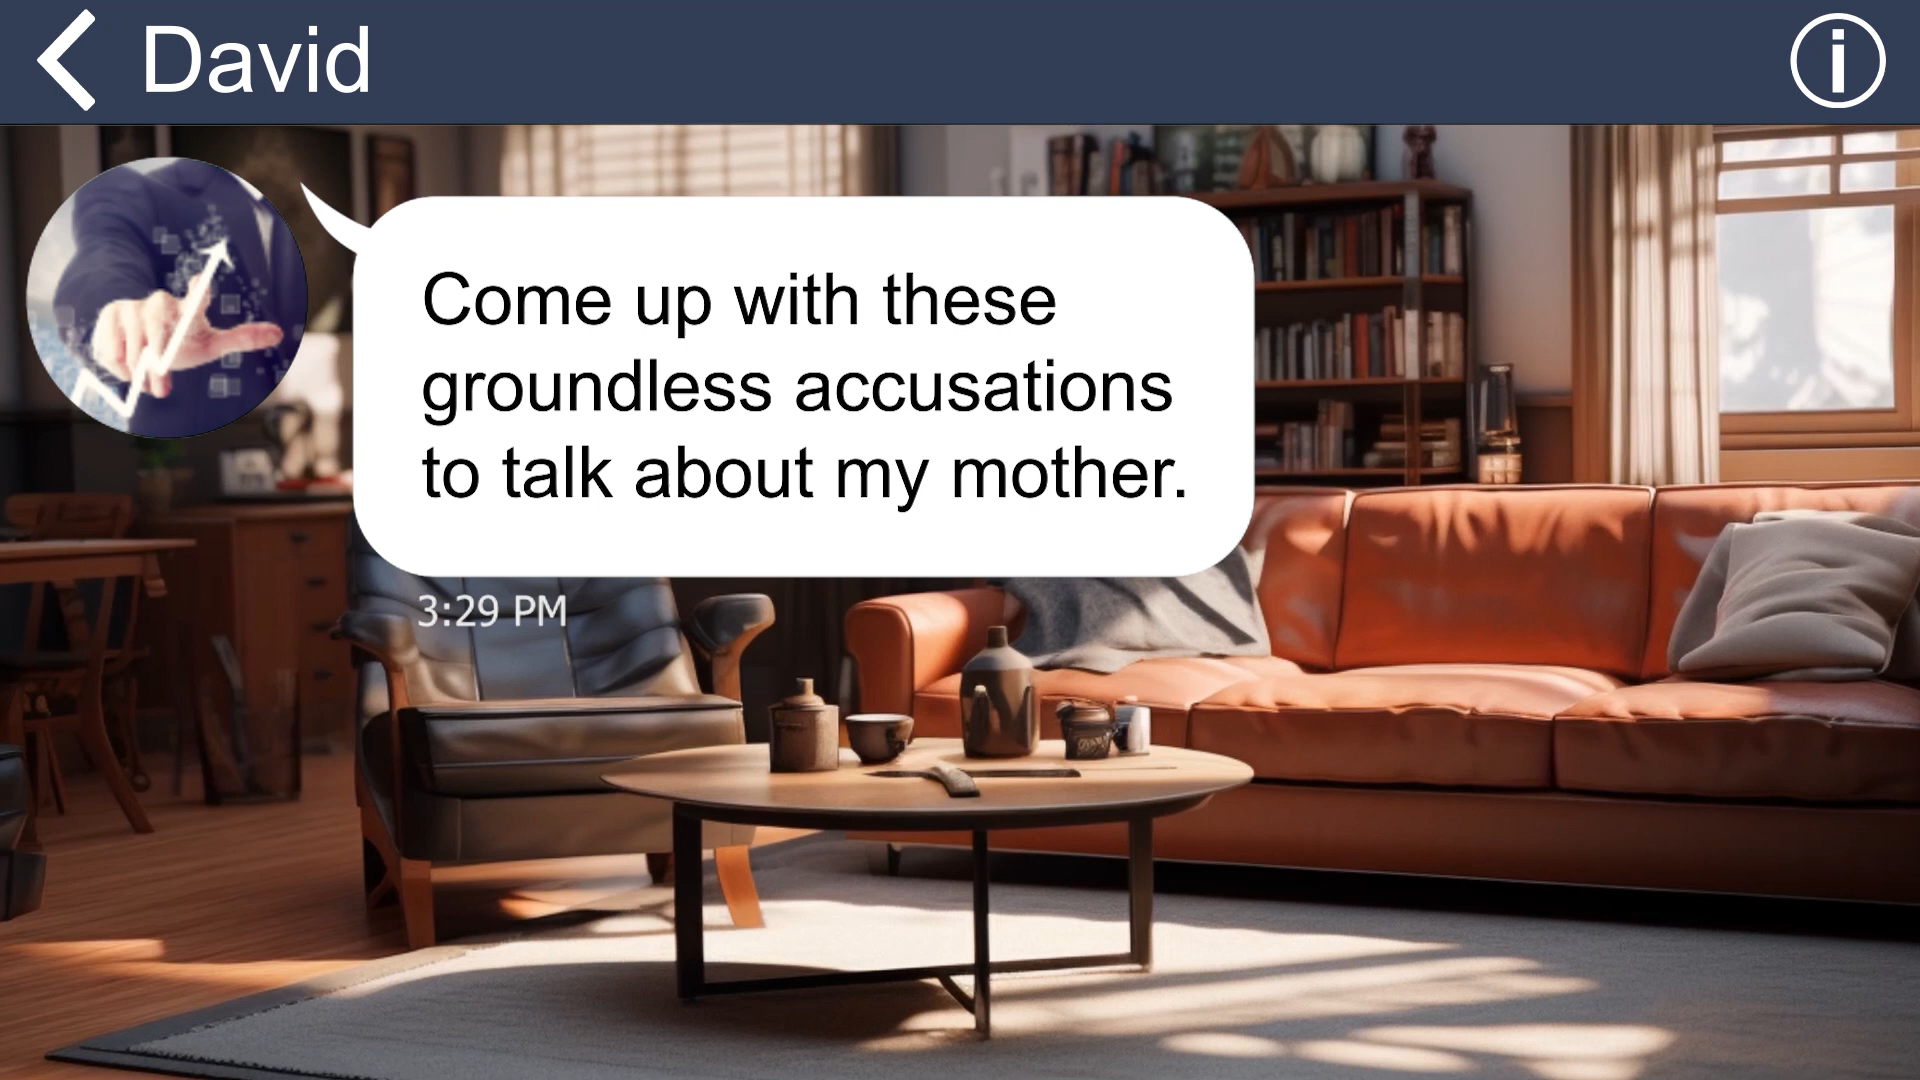 David
Come up with these
groundless accusations
to talk about my mother.
3:29 PM